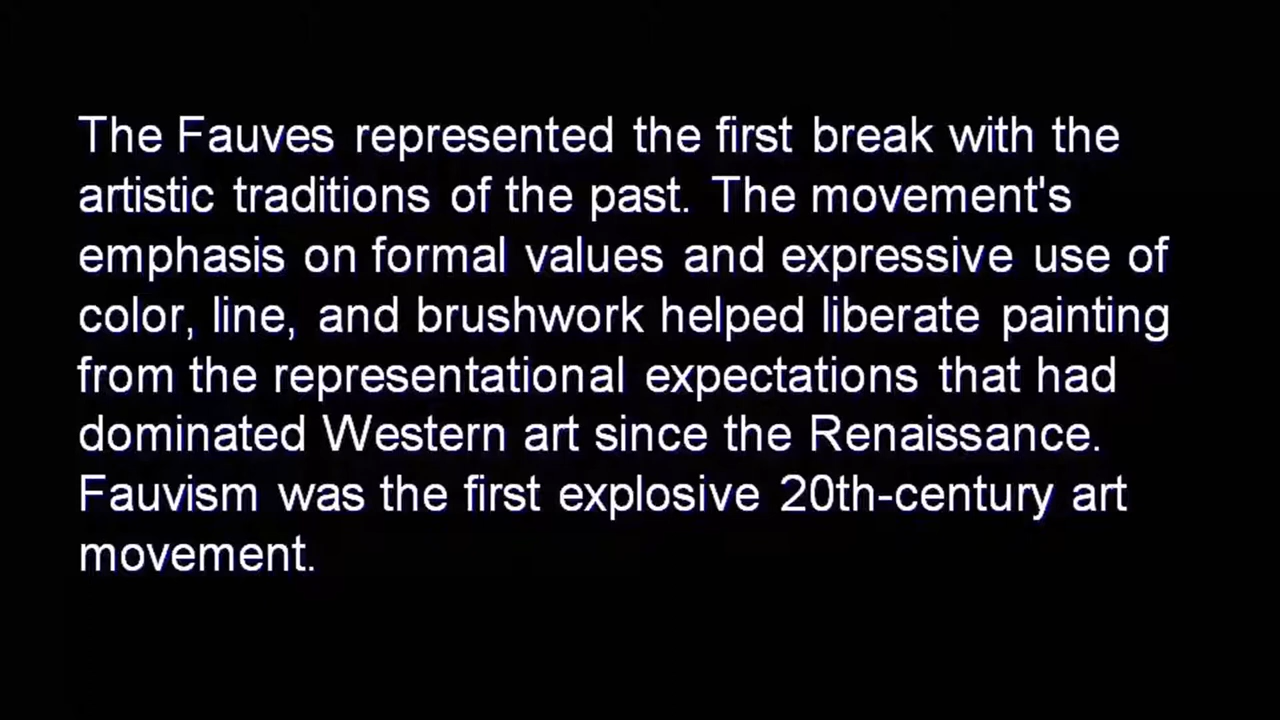 The Fauves represented the first break with the
artistic traditions of the past. The movement's
emphasis on formal values and expressive use of
color, line, and brushwork helped liberate painting
from the representational expectations that had
dominated Western art since the Renaissance.
Fauvism was the first explosive 20th-century art
movement.